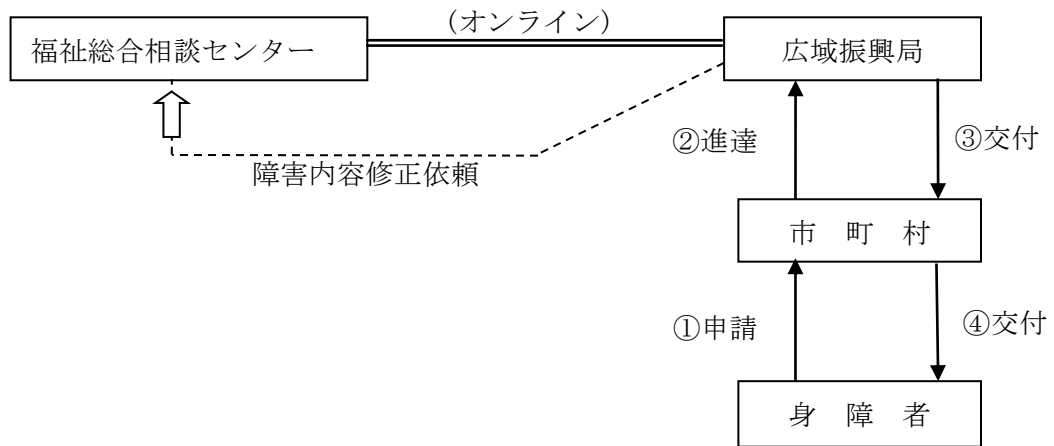 (オンライン)
福祉総合相談センター
広域振興局
②進達
③交付
障害内容修正依頼
市　町　村
①申請
④交付
身　障　者